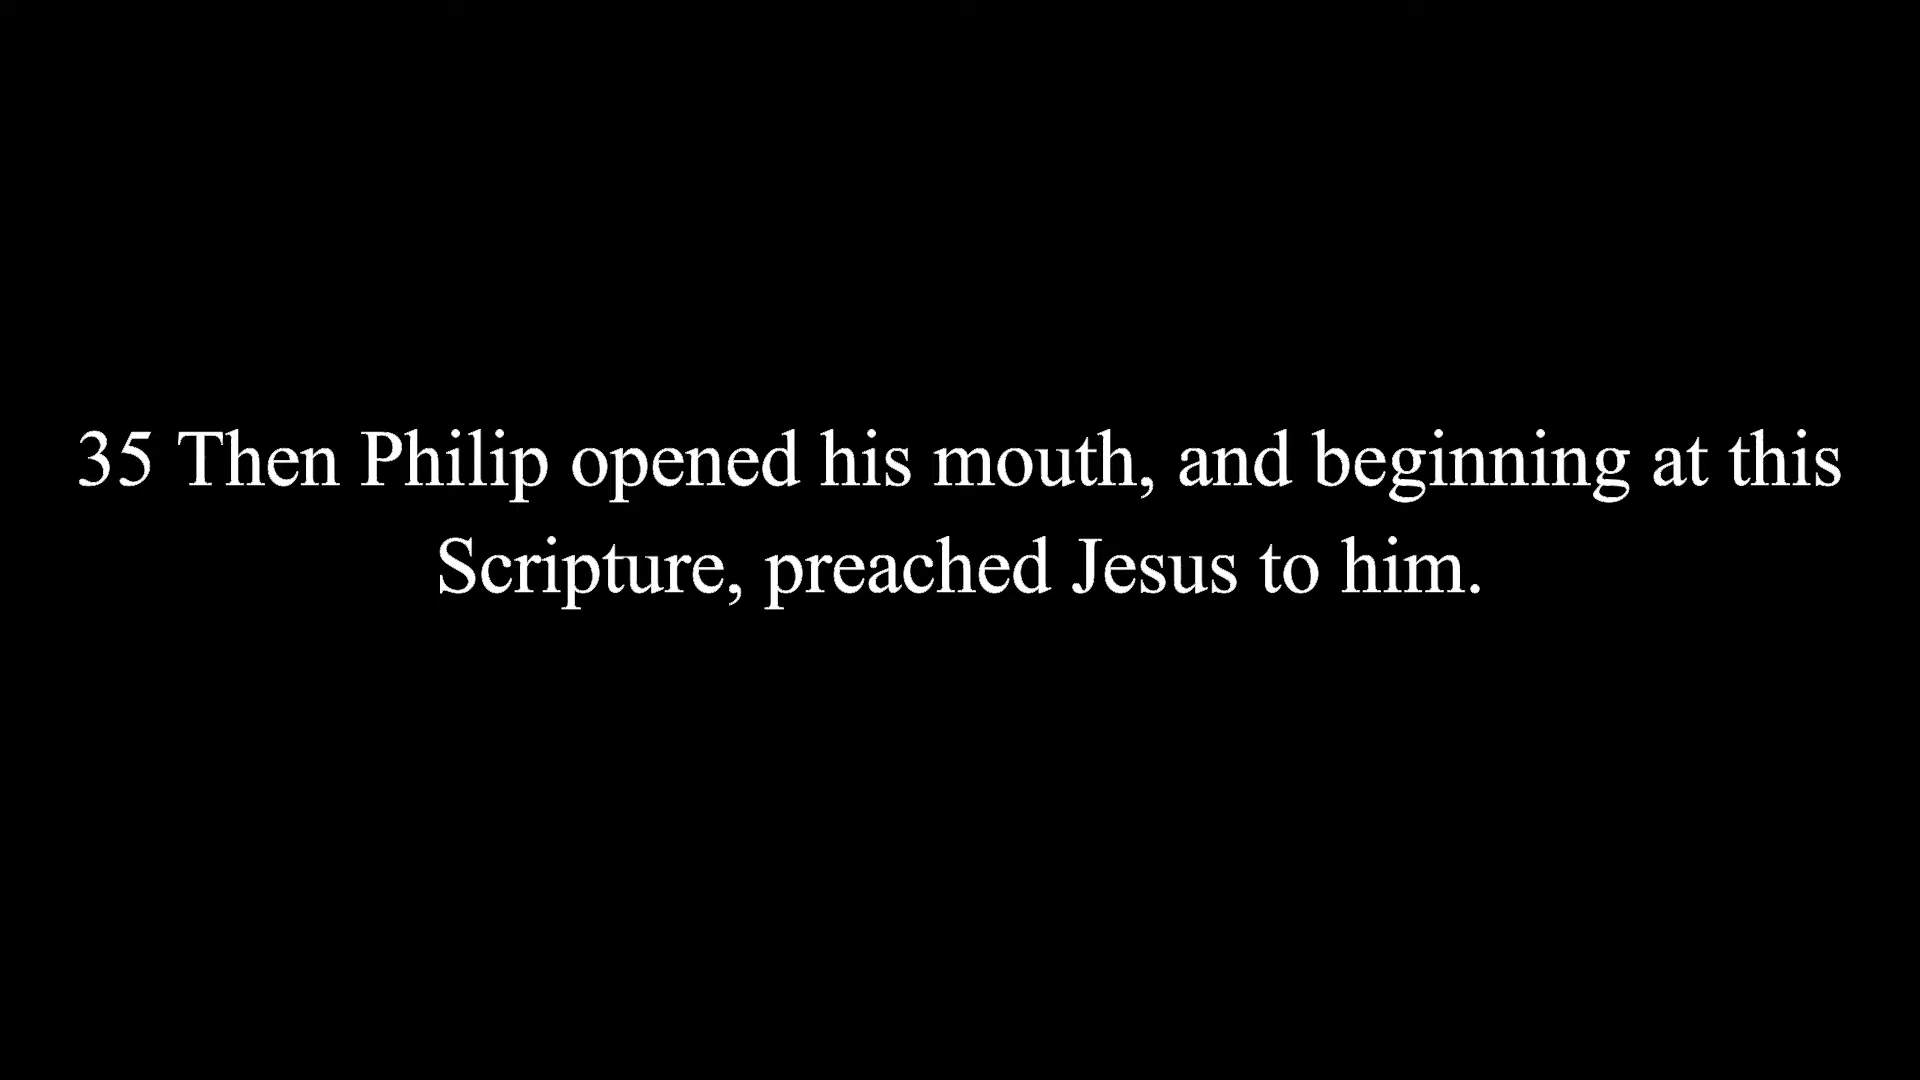 35 Then Philip opened his mouth, and beginning at this
Scripture, preached Jesus to him.